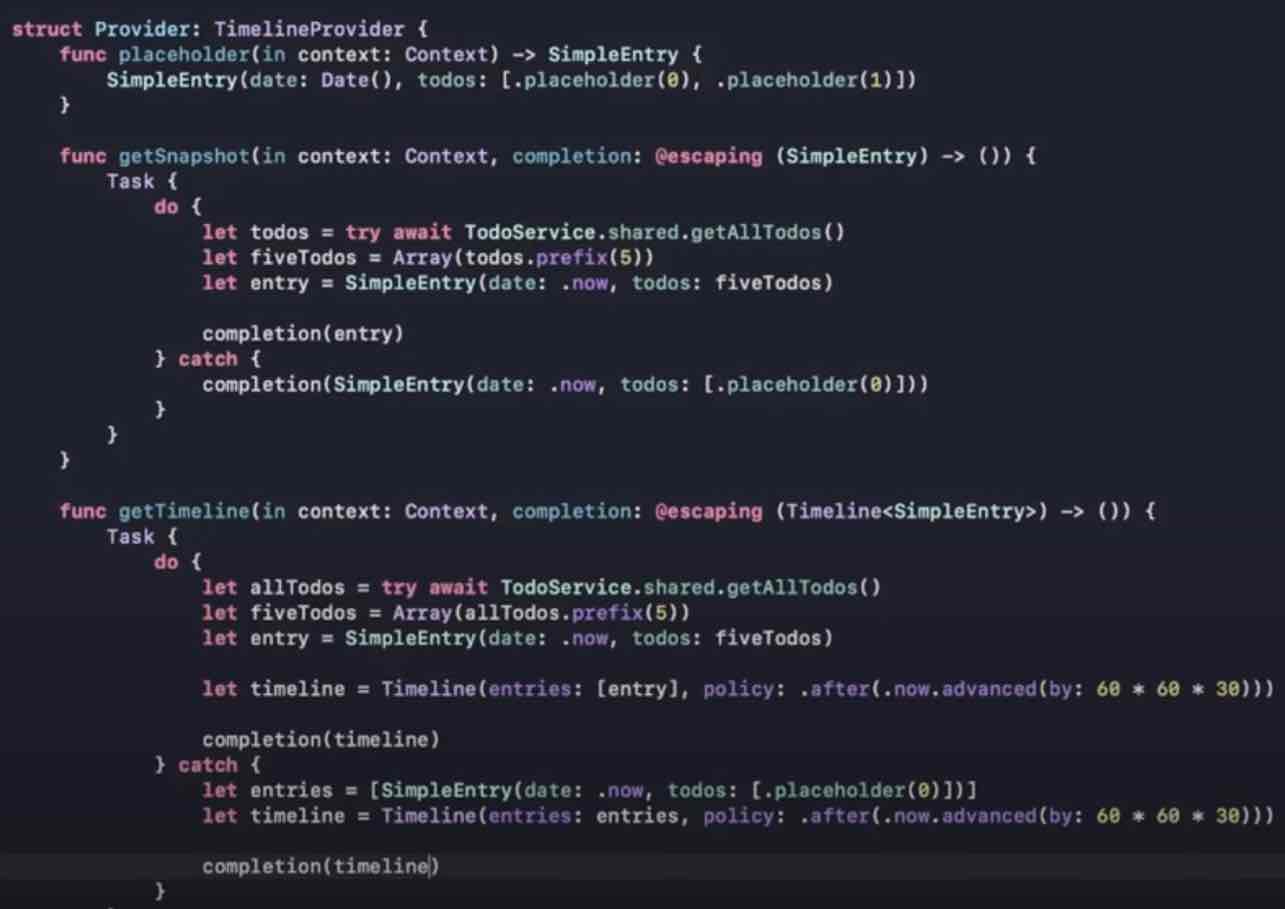 struct Provider: TimelineProvider {
    func placeholder(in context: Context) -> SimpleEntry {
        SimpleEntry(date: Date(), todos: [.placeholder(0), .placeholder(1)])
    }

    func getSnapshot(in context: Context, completion: @escaping (SimpleEntry) -> ()) {
        Task {
            do {
                let todos = try await TodoService.shared.getAllTodos()
                let fiveTodos = Array(todos.prefix(5))
                let entry = SimpleEntry(date: .now, todos: fiveTodos)

                completion(entry)
            } catch {
                completion(SimpleEntry(date: .now, todos: [.placeholder(0)]))
            }
        }
    }

    func getTimeline(in context: Context, completion: @escaping (Timeline<SimpleEntry>) -> ()) {
        Task {
            do {
                let allTodos = try await TodoService.shared.getAllTodos()
                let fiveTodos = Array(allTodos.prefix(5))
                let entry = SimpleEntry(date: .now, todos: fiveTodos)

                let timeline = Timeline(entries: [entry], policy: .after(.now.advanced(by: 60 * 60 * 30)))

                completion(timeline)
            } catch {
                let entries = [SimpleEntry(date: .now, todos: [.placeholder(0)])]
                let timeline = Timeline(entries: entries, policy: .after(.now.advanced(by: 60 * 60 * 30)))

                completion(timeline)
            }